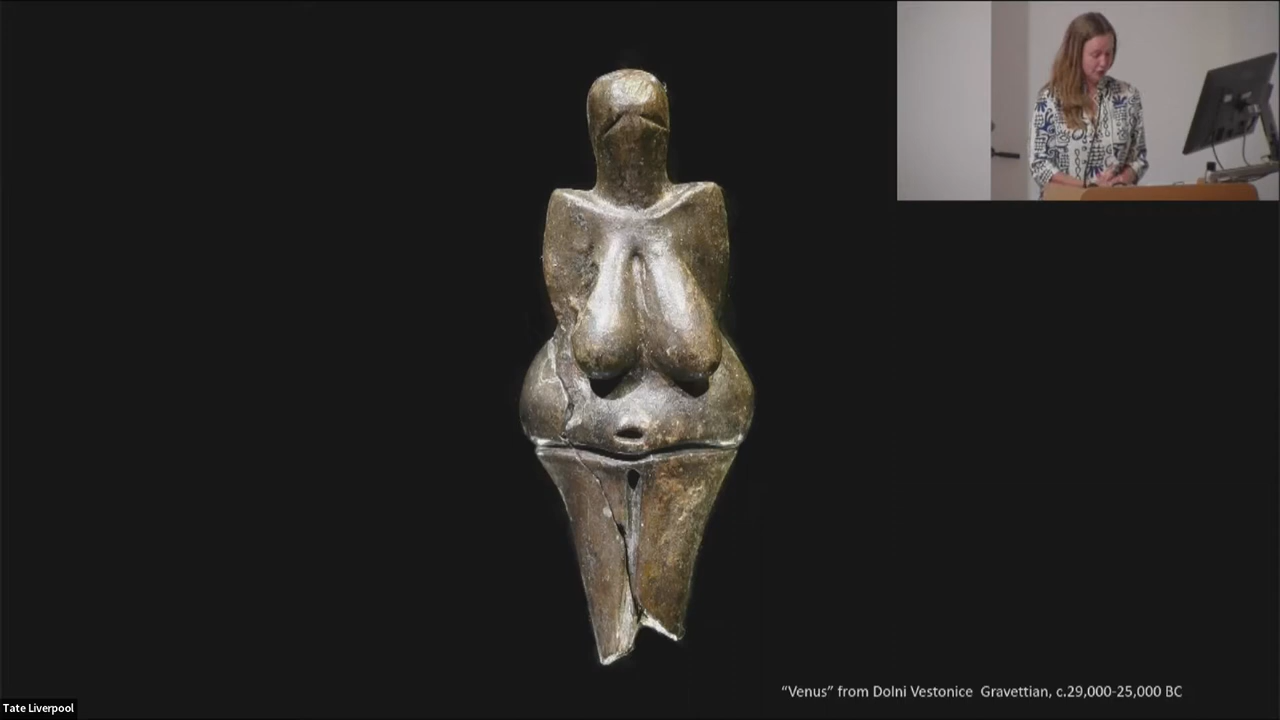 "Venus" from Dolni Vestonice  Gravettian, c.29,000-25,000 BC
Tate Liverpool